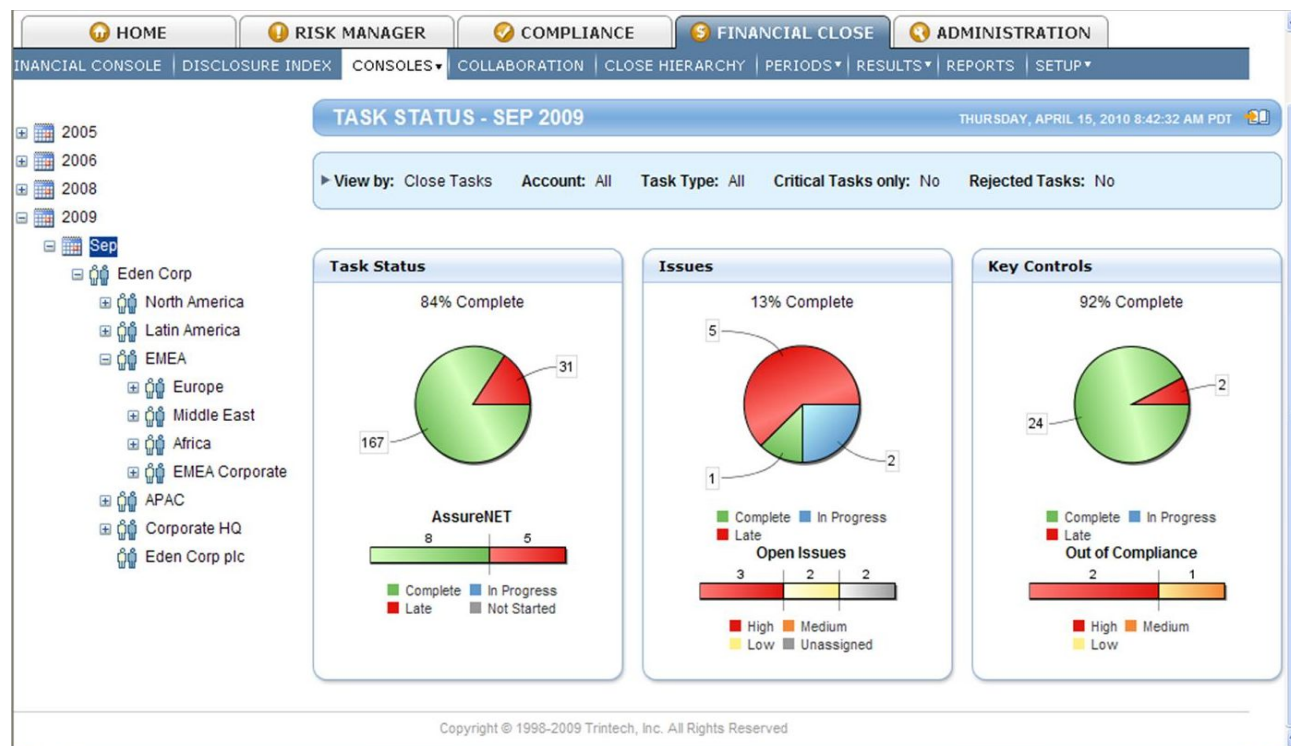 HOME RISK MANAGER COMPLIANCE FINANCIAL CLOSE ADMINISTRATION
INANCIAL CONSOLE DISCLOSURE INDEX CONSOLES COLLABORATION CLOSE HIERARCHY PERIODS RESULTS REPORTS SETUP
2005
2006
2008
2009
Sep
Eden Corp
North America
Latin America
EMEA
Europe
Middle East
Africa
EMEA Corporate
APAC
Corporate HQ
Eden Corp plc
TASK STATUS - SEP 2009 THURSDAY, APRIL 15, 2010 8:42:32 AM PDT
View by: Close Tasks Account: All Task Type: All Critical Tasks only: No Rejected Tasks: No
Task Status
84% Complete
31
167
AssureNET
8 5
Complete In Progress
Late Not Started
Issues
13% Complete
5
2
1
Complete In Progress
Late
Open Issues
3 2 2
High Medium
Low Unassigned
Key Controls
92% Complete
2
24
Complete In Progress
Late
Out of Compliance
2 1
High Medium
Low
Copyright © 1998-2009 Trintech, Inc. All Rights Reserved